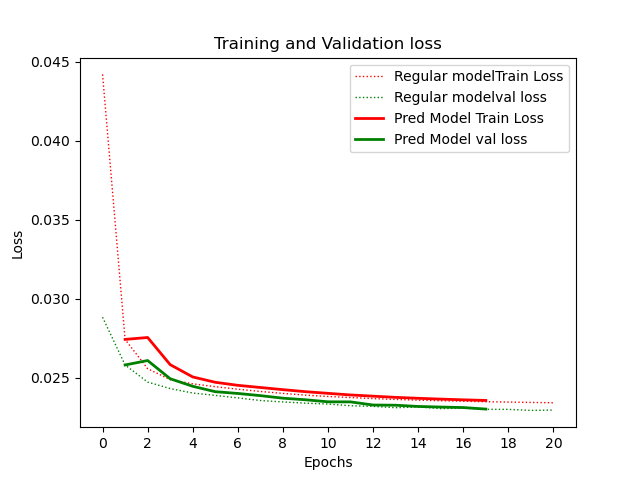 Training and Validation loss
0.045
0.040
0.035
0.030
0.025
Loss
Regular modelTrain Loss
Regular modelval loss
Pred Model Train Loss
Pred Model val loss
0 2 4 6 8 10 12 14 16 18 20
Epochs